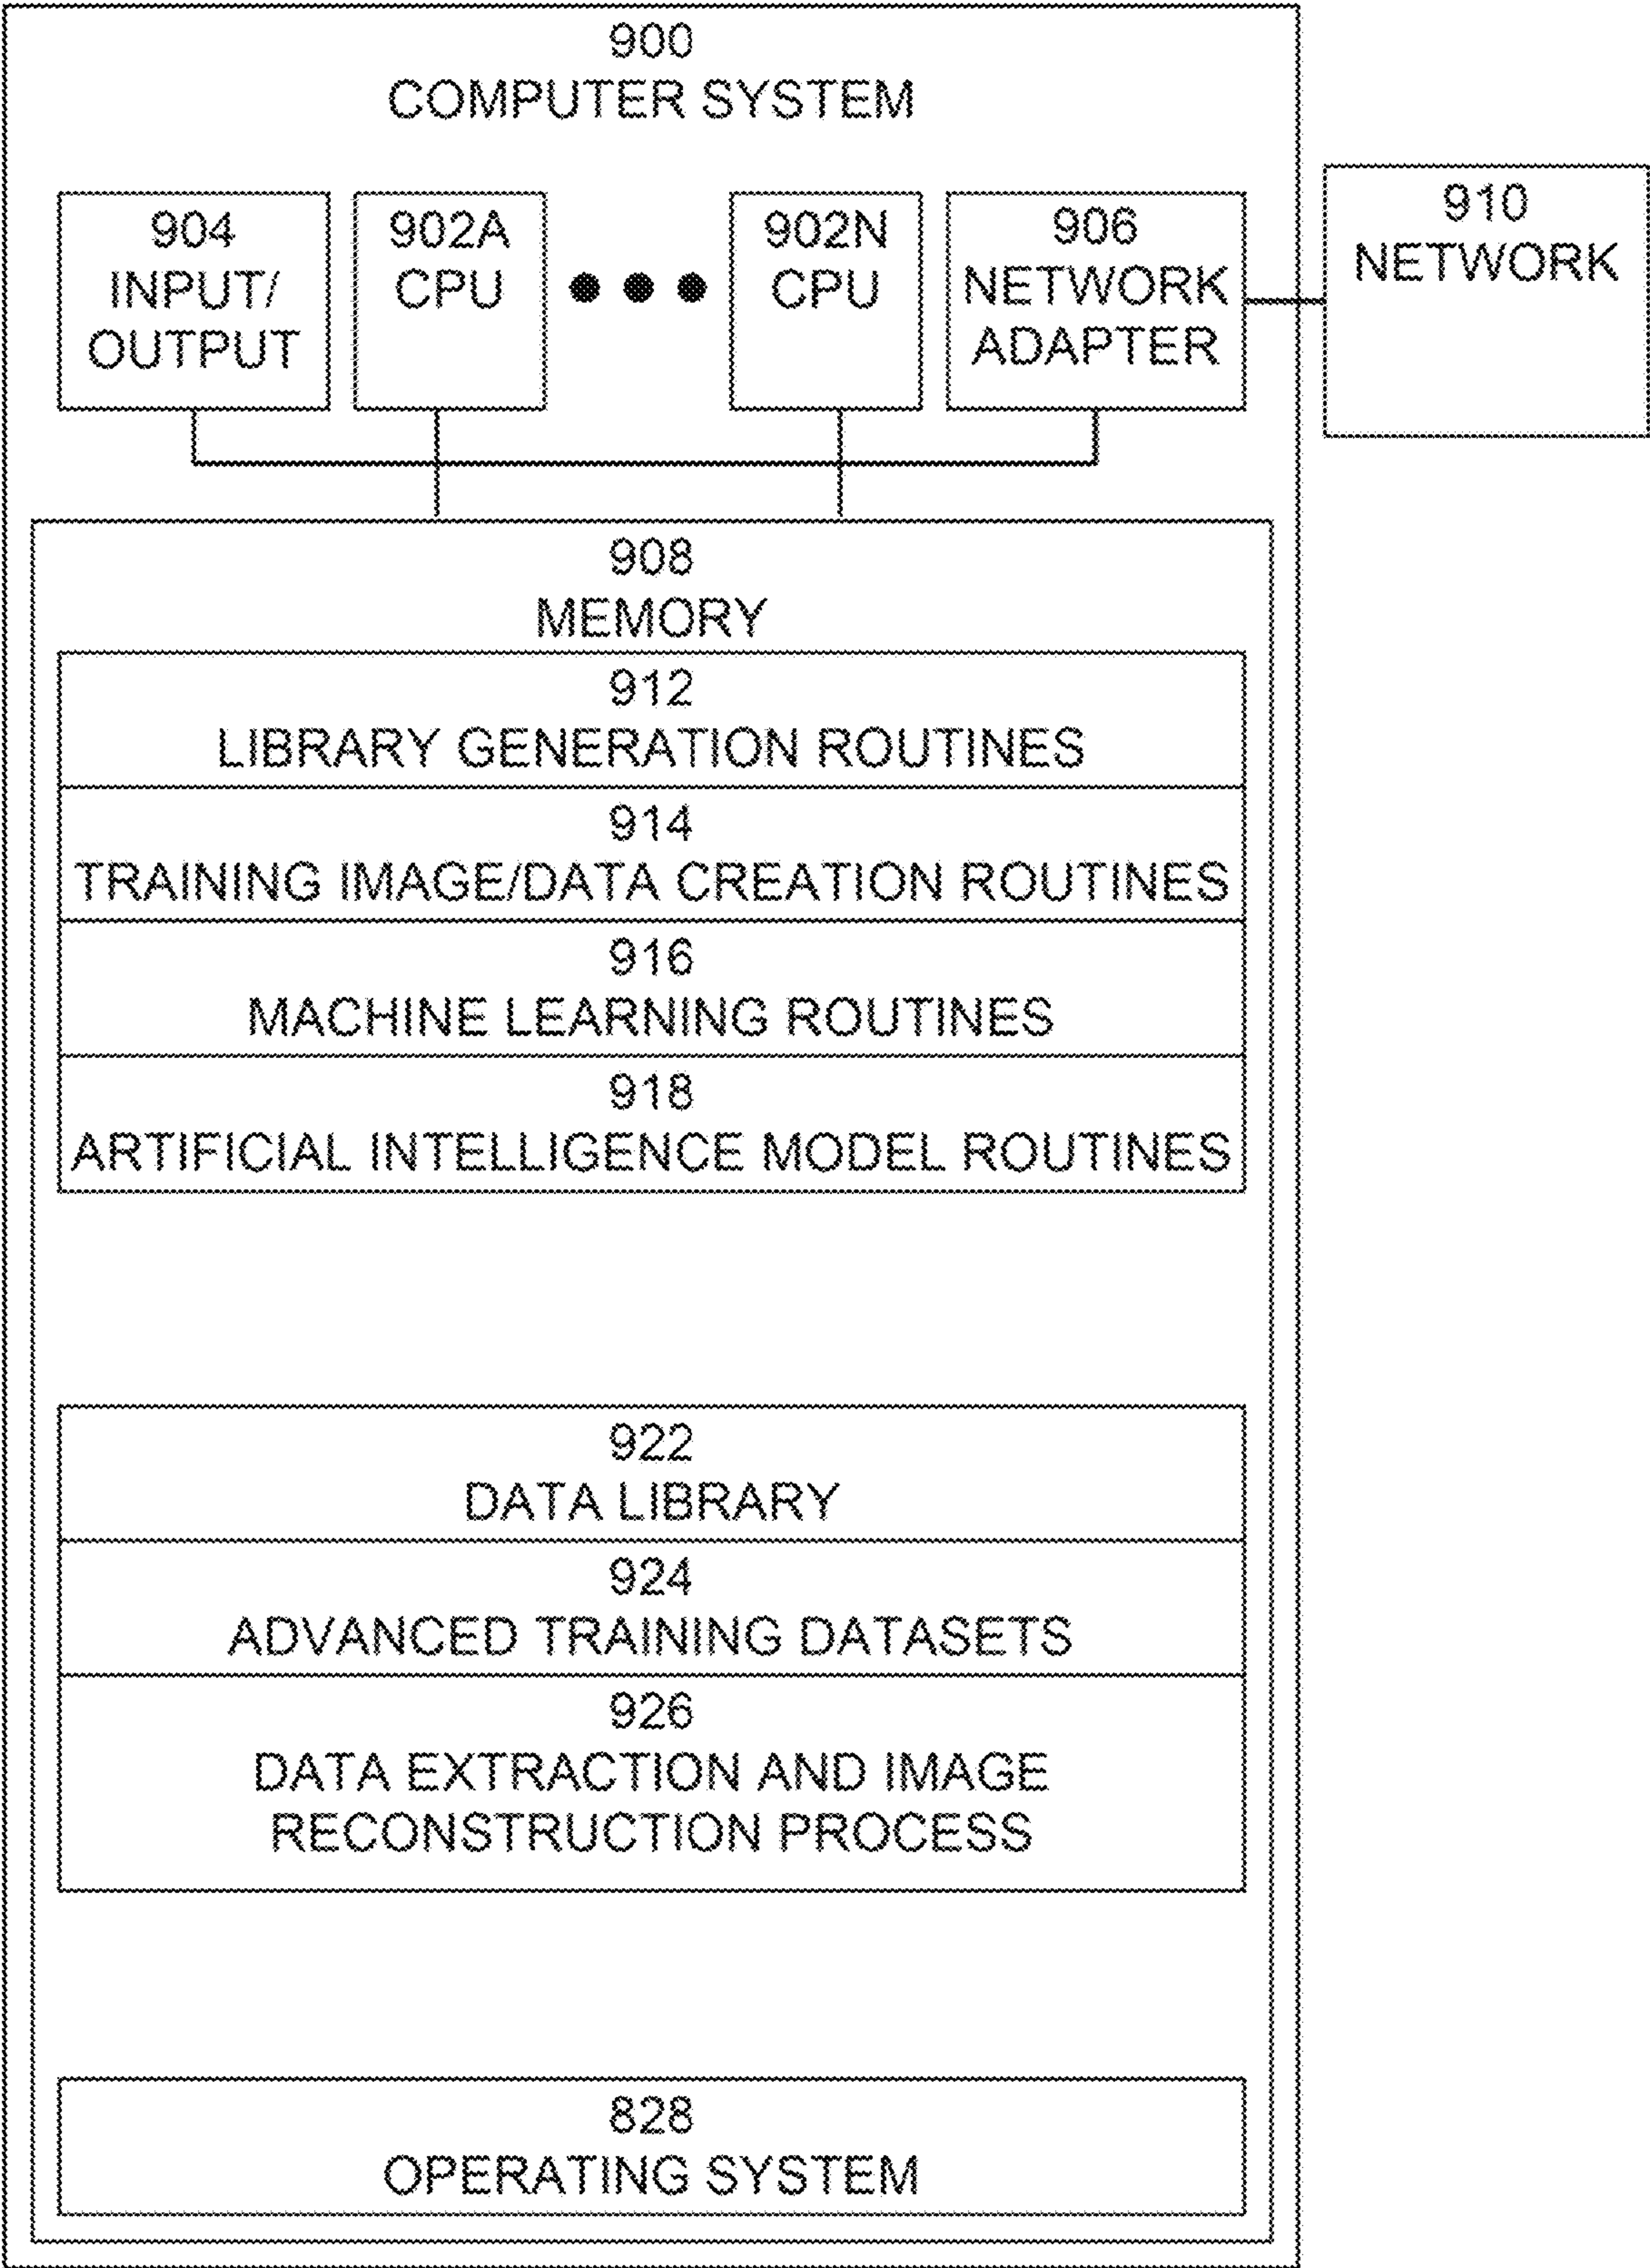 900
COMPUTER SYSTEM
904
INPUT/
OUTPUT
902A
CPU
902N
CPU
906
NETWORK
ADAPTER
910
NETWORK
908
MEMORY
912
LIBRARY GENERATION ROUTINES
914
TRAINING IMAGE/DATA CREATION ROUTINES
916
MACHINE LEARNING ROUTINES
918
ARTIFICIAL INTELLIGENCE MODEL ROUTINES
922
DATA LIBRARY
924
ADVANCED TRAINING DATASETS
926
DATA EXTRACTION AND IMAGE
RECONSTRUCTION PROCESS
828
OPERATING SYSTEM